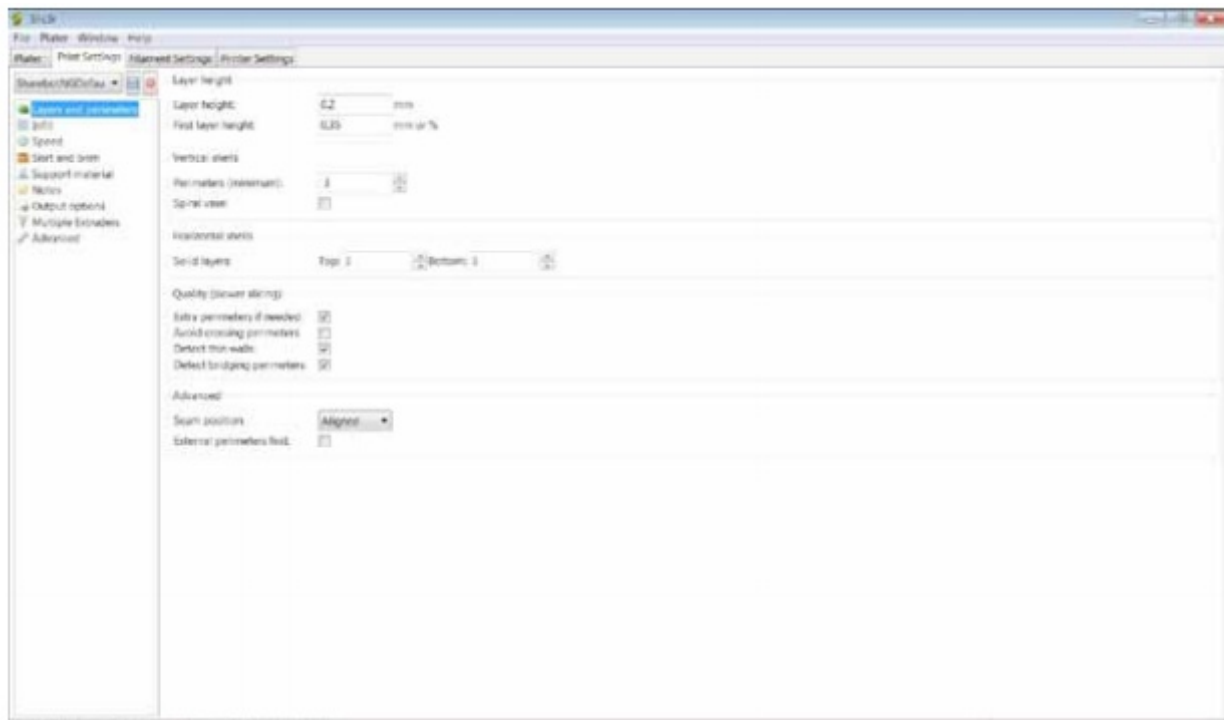 Slic3r
File Plater Window Help
Plater Print Settings Filament Settings Printer Settings
Layers and perimeters
Infill
Speed
Skirt and brim
Support material
Notes
Output options
Multiple Extruders
Advanced
Layer height
Layer height: 0.2 mm
First layer height: 0.35 mm or %
Vertical shells
Perimeters (minimum): 3
Spiral vase:
Horizontal shells
Solid layers: Top: 3 Bottom: 3
Quality (slower slicing)
Extra perimeters if needed:
Avoid crossing perimeters:
Detect thin walls:
Detect bridging perimeters:
Advanced
Seam position: Aligned
External perimeters first: